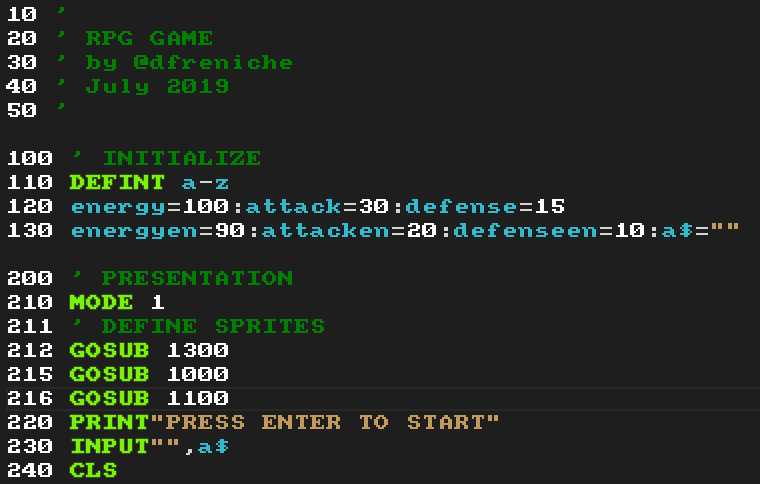 10 '
20 ' RPG GAME
30 ' by @dfreniche
40 ' July 2019
50 '
100 ' INITIALIZE
110 DEFINT a-z
120 energy=100:attack=30:defense=15
130 energyen=90:attacken=20:defenseen=10:a$=""
200 ' PRESENTATION
210 MODE 1
211 ' DEFINE SPRITES
212 GOSUB 1300
215 GOSUB 1000
216 GOSUB 1100
220 PRINT"PRESS ENTER TO START"
230 INPUT"",a$
240 CLS